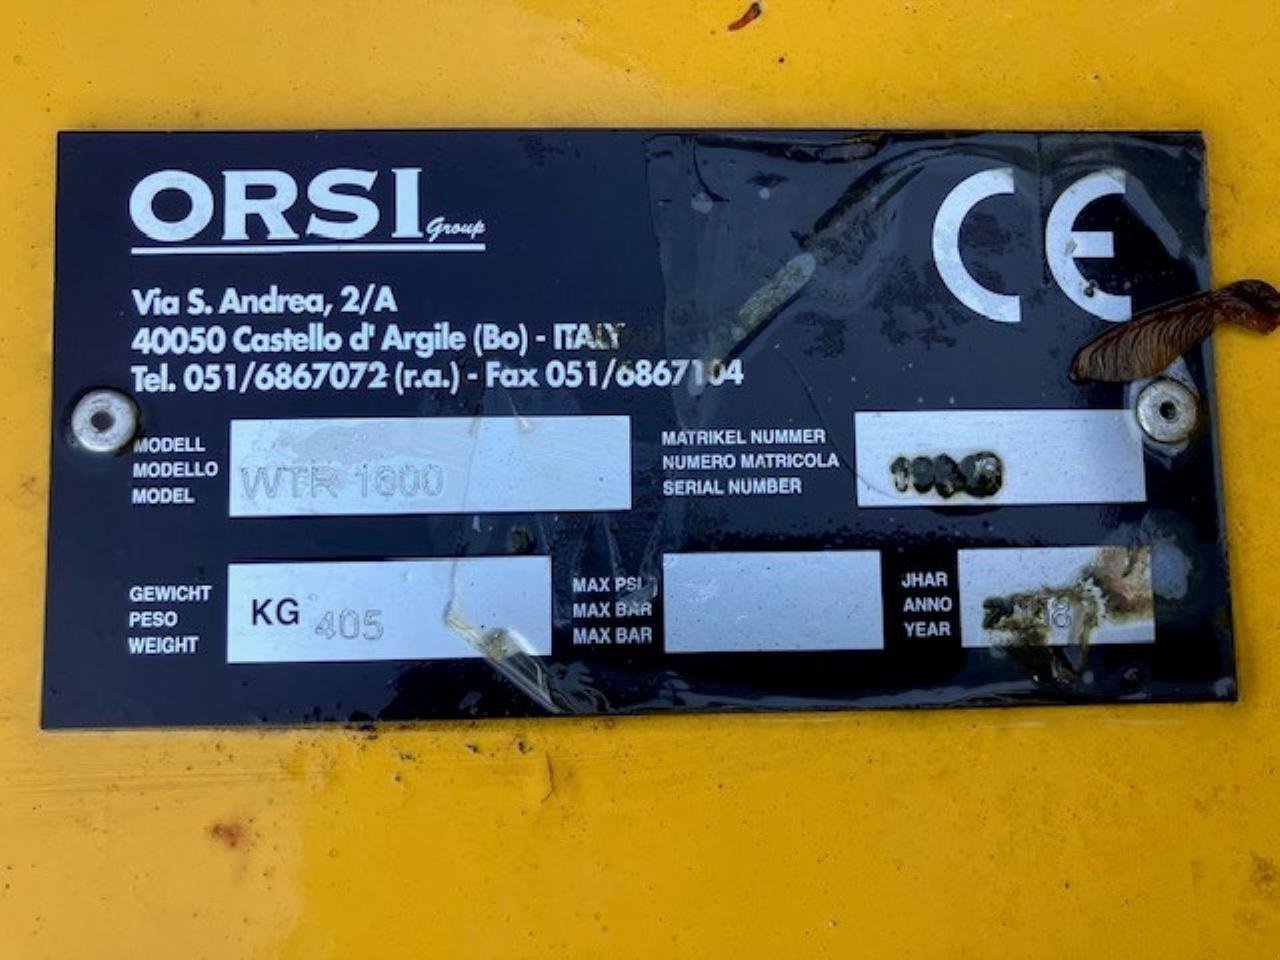 ORSI Group
CE
Via S. Andrea, 2/A
40050 Castello d' Argile (Bo) - ITALY
Tel. 051/6867072 (r.a.) - Fax 051/6867104
MODELL
MODELLO
MODEL
WTR 1600
MATRIKEL NUMMER
NUMERO MATRICOLA
SERIAL NUMBER
GEWICHT
PESO
WEIGHT
KG 405
MAX PSI
MAX BAR
MAX BAR
JHAR
ANNO
YEAR